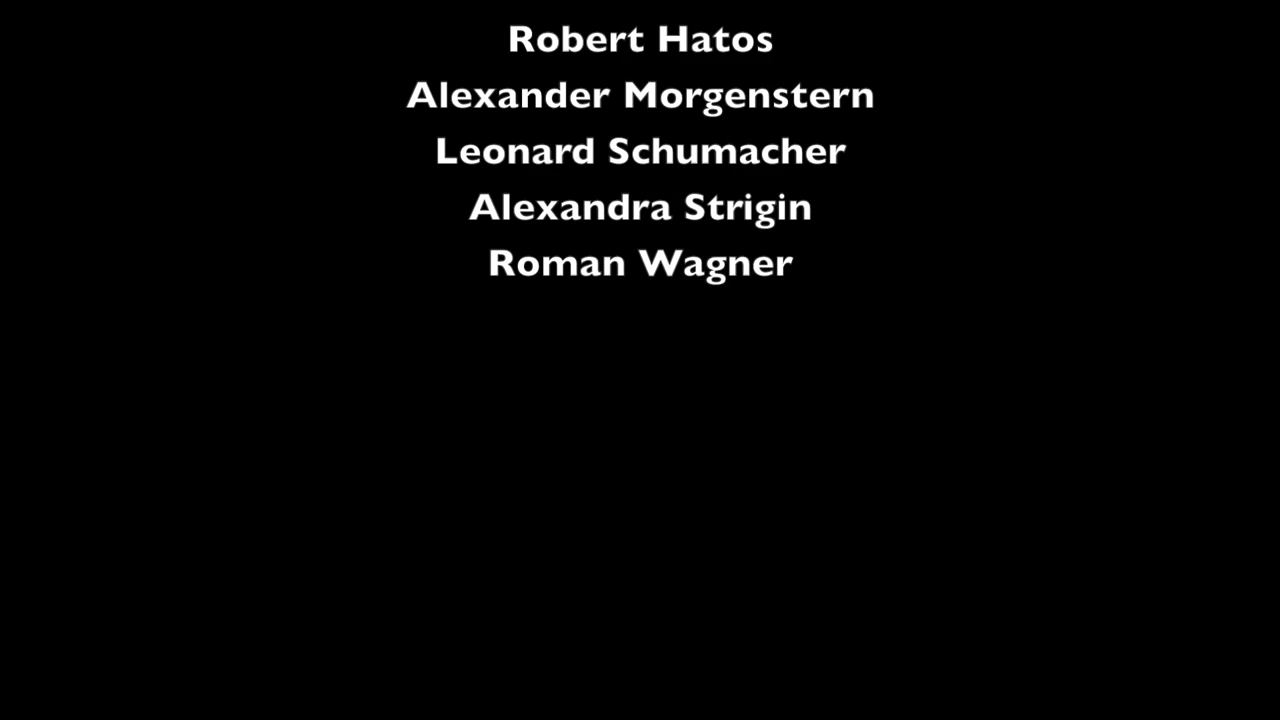 Robert Hatos
Alexander Morgenstern
Leonard Schumacher
Alexandra Strigin
Roman Wagner